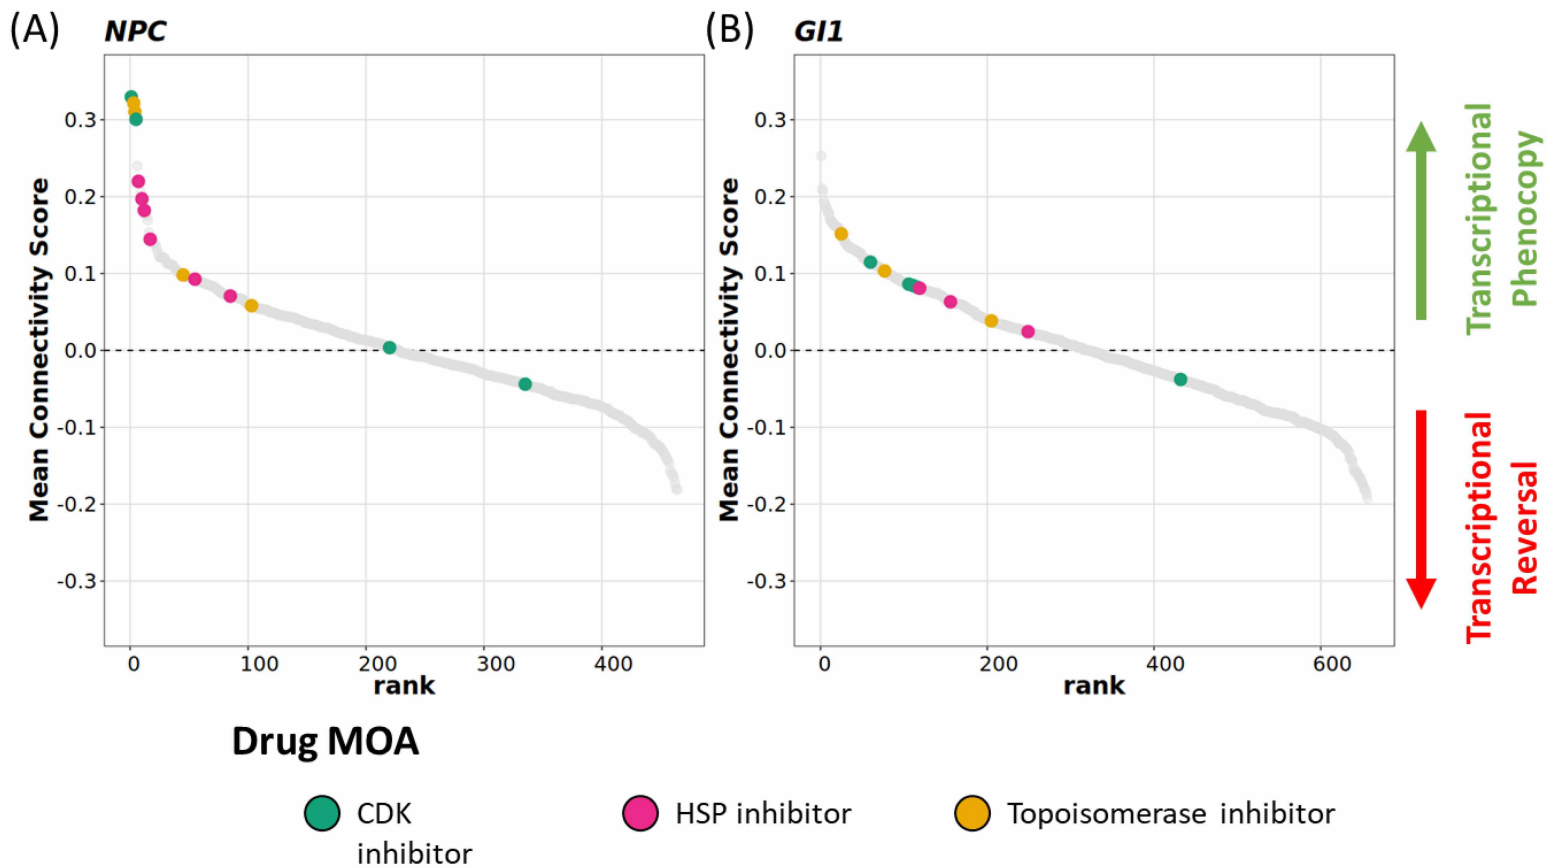 (A) NPC
(B) GI1
Mean Connectivity Score
0.3
0.2
0.1
0.0
-0.1
-0.2
-0.3
0 100 200 300 400
rank
Mean Connectivity Score
0.3
0.2
0.1
0.0
-0.1
-0.2
-0.3
0 200 400 600
rank
Transcriptional
Phenocopy
Transcriptional
Reversal
Drug MOA
CDK
inhibitor
HSP inhibitor
Topoisomerase inhibitor